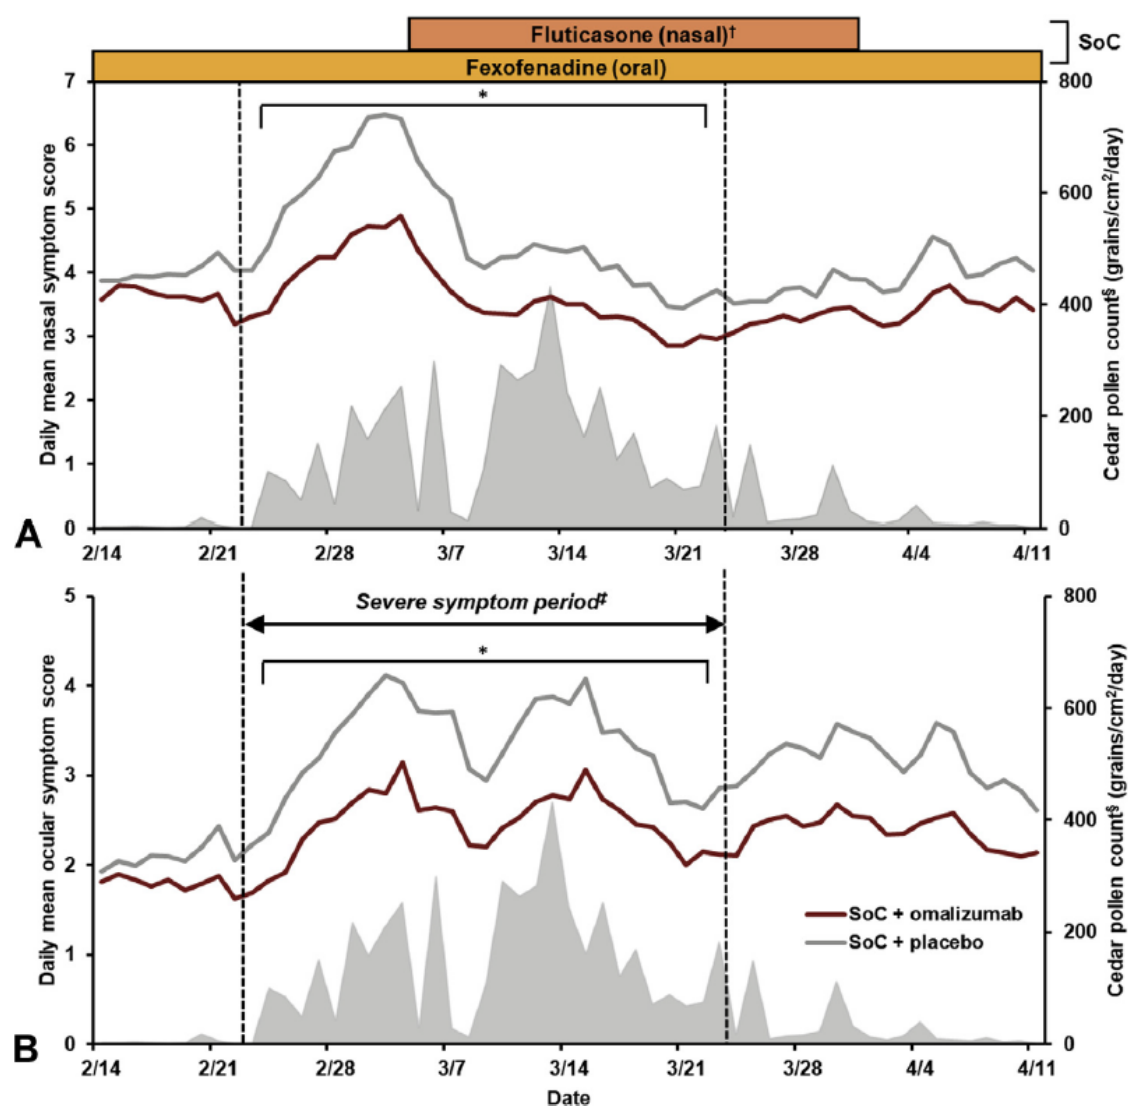 Fluticasone (nasal)†
SoC
Fexofenadine (oral)
7
6
5
4
3
2
1
0
Daily mean nasal symptom score
*
800
600
400
200
0
Cedar pollen count§ (grains/cm²/day)
A
2/14 2/21 2/28 3/7 3/14 3/21 3/28 4/4 4/11
5
4
3
2
1
0
Daily mean ocular symptom score
Severe symptom period‡
*
800
600
400
200
0
Cedar pollen count§ (grains/cm²/day)
SoC + omalizumab
SoC + placebo
B
2/14 2/21 2/28 3/7 3/14 3/21 3/28 4/4 4/11
Date